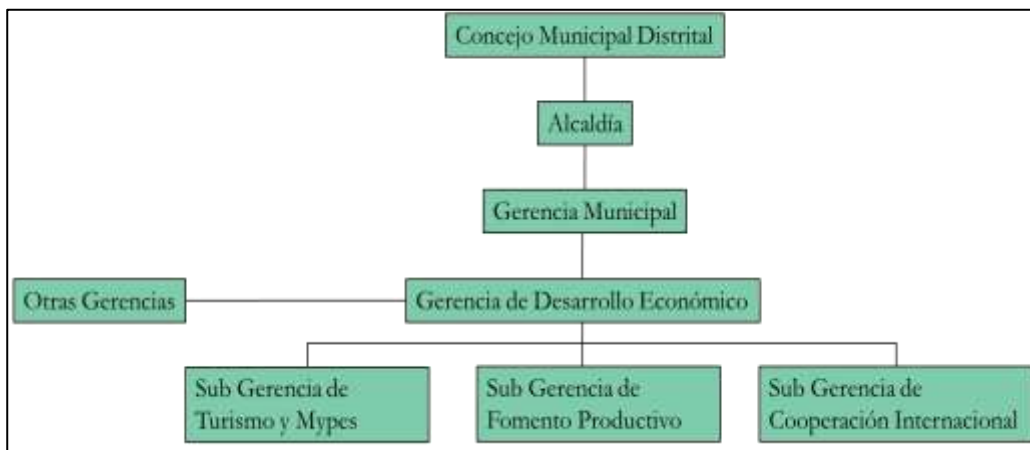 Concejo Municipal Distrital
Alcaldía
Gerencia Municipal
Otras Gerencias
Gerencia de Desarrollo Económico
Sub Gerencia de
Turismo y Mypes
Sub Gerencia de
Fomento Productivo
Sub Gerencia de
Cooperación Internacional